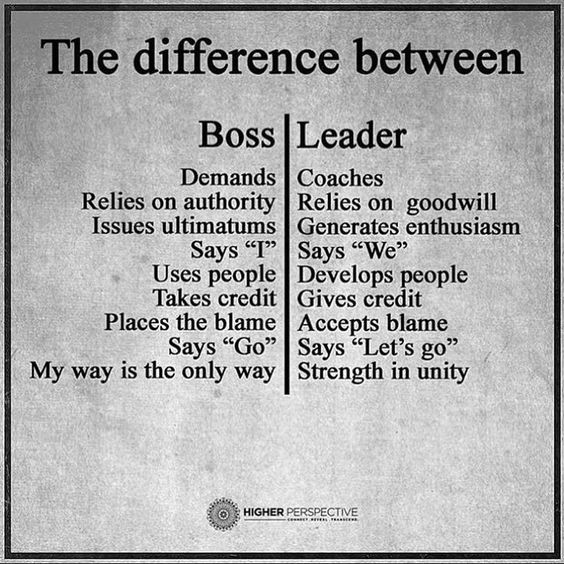 The difference between
Boss Leader
Demands Coaches
Relies on authority Relies on goodwill
Issues ultimatums Generates enthusiasm
Says “I” Says “We”
Uses people Develops people
Takes credit Gives credit
Places the blame Accepts blame
Says “Go” Says “Let’s go”
My way is the only way Strength in unity
HIGHER PERSPECTIVE
CONNECT. REVEAL. TRANSCEND.